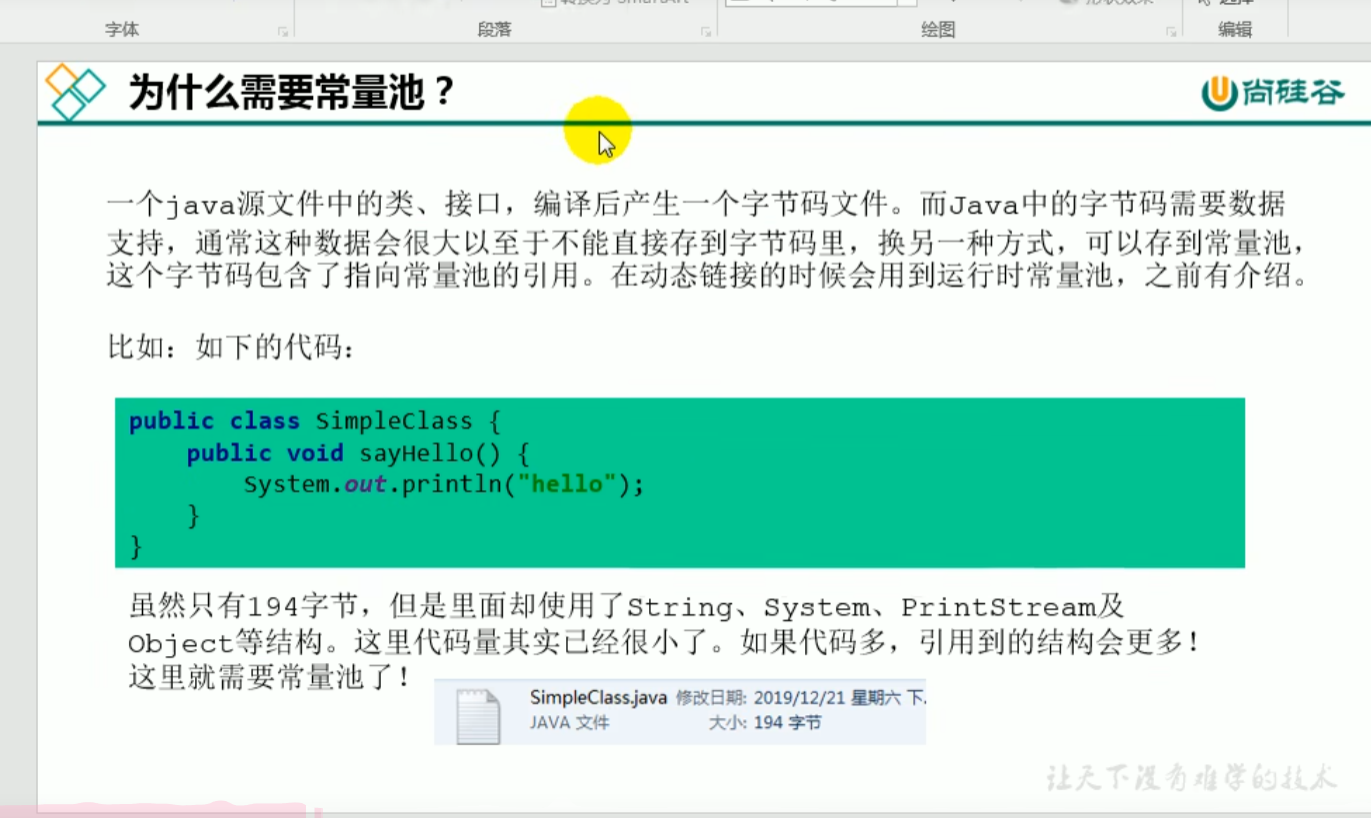 字体
段落
绘图
编辑
为什么需要常量池？
尚硅谷
一个java源文件中的类、接口，编译后产生一个字节码文件。而Java中的字节码需要数据
支持，通常这种数据会很大以至于不能直接存到字节码里，换另一种方式，可以存到常量池，
这个字节码包含了指向常量池的引用。在动态链接的时候会用到运行时常量池，之前有介绍。
比如：如下的代码：
public class SimpleClass {
    public void sayHello() {
        System.out.println("hello");
    }
}
虽然只有194字节，但是里面却使用了String、System、PrintStream及
Object等结构。这里代码量其实已经很小了。如果代码多，引用到的结构会更多！
这里就需要常量池了！
SimpleClass.java 修改日期: 2019/12/21 星期六 下.
JAVA 文件 大小: 194 字节
让天下没有难学的技术